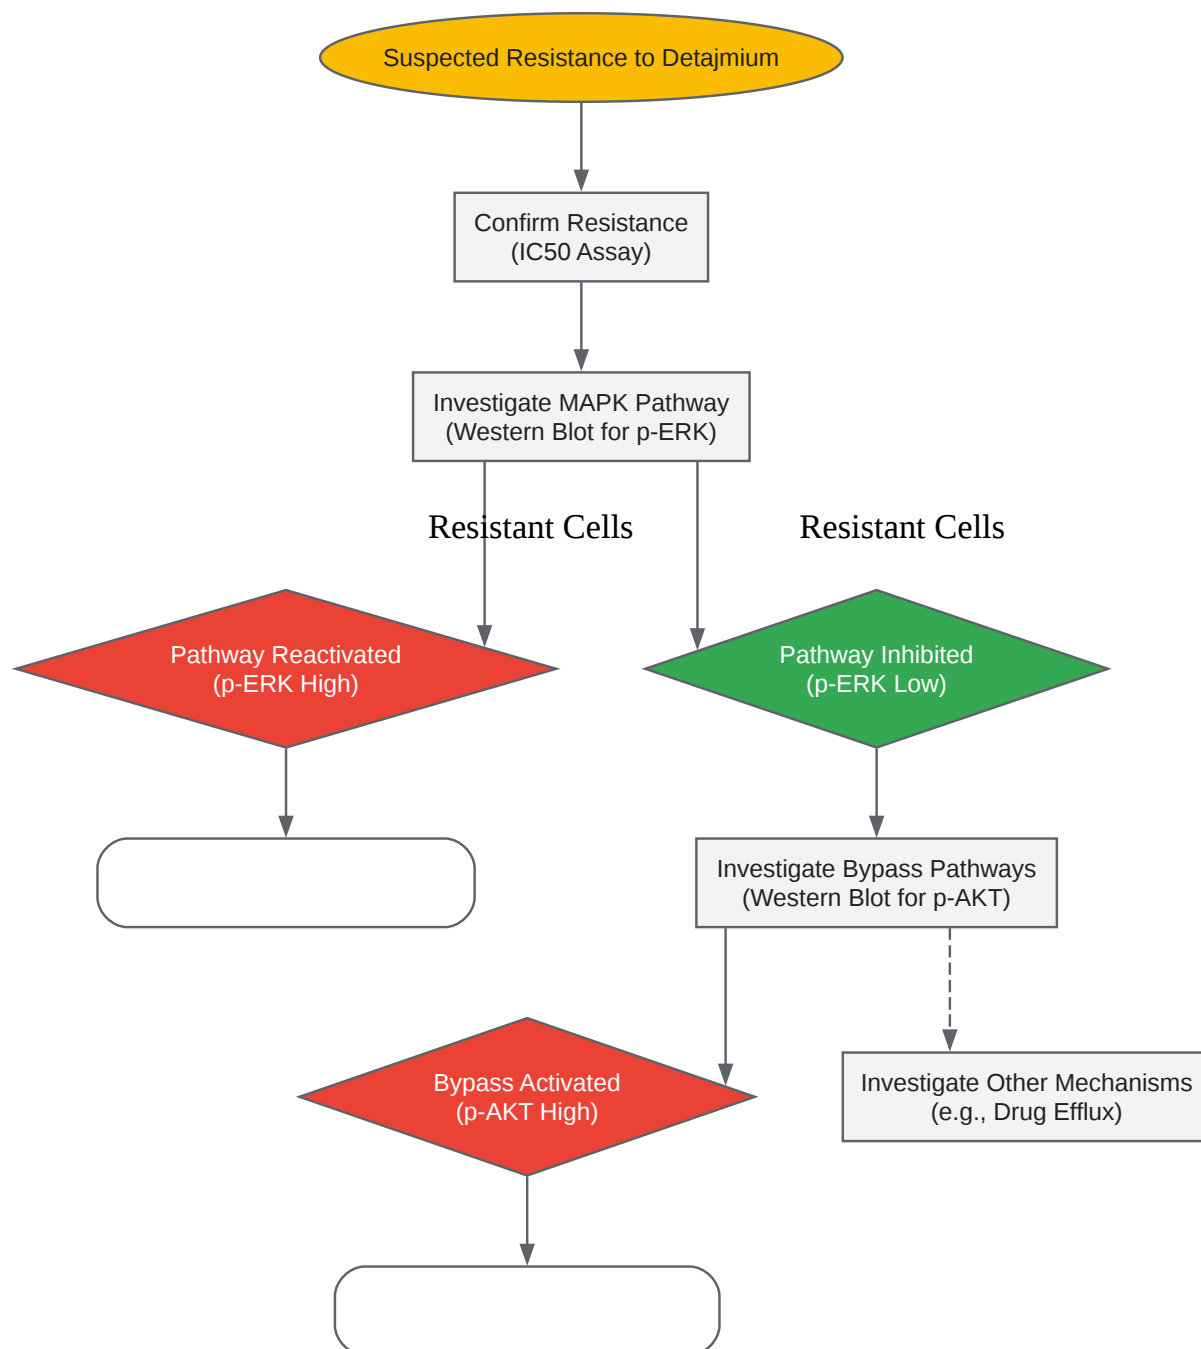 Suspected Resistance to Detajmium
Confirm Resistance
(IC50 Assay)
Investigate MAPK Pathway
(Western Blot for p-ERK)
Resistant Cells
Resistant Cells
Pathway Reactivated
(p-ERK High)
Pathway Inhibited
(p-ERK Low)
Investigate Bypass Pathways
(Western Blot for p-AKT)
Bypass Activated
(p-AKT High)
Investigate Other Mechanisms
(e.g., Drug Efflux)